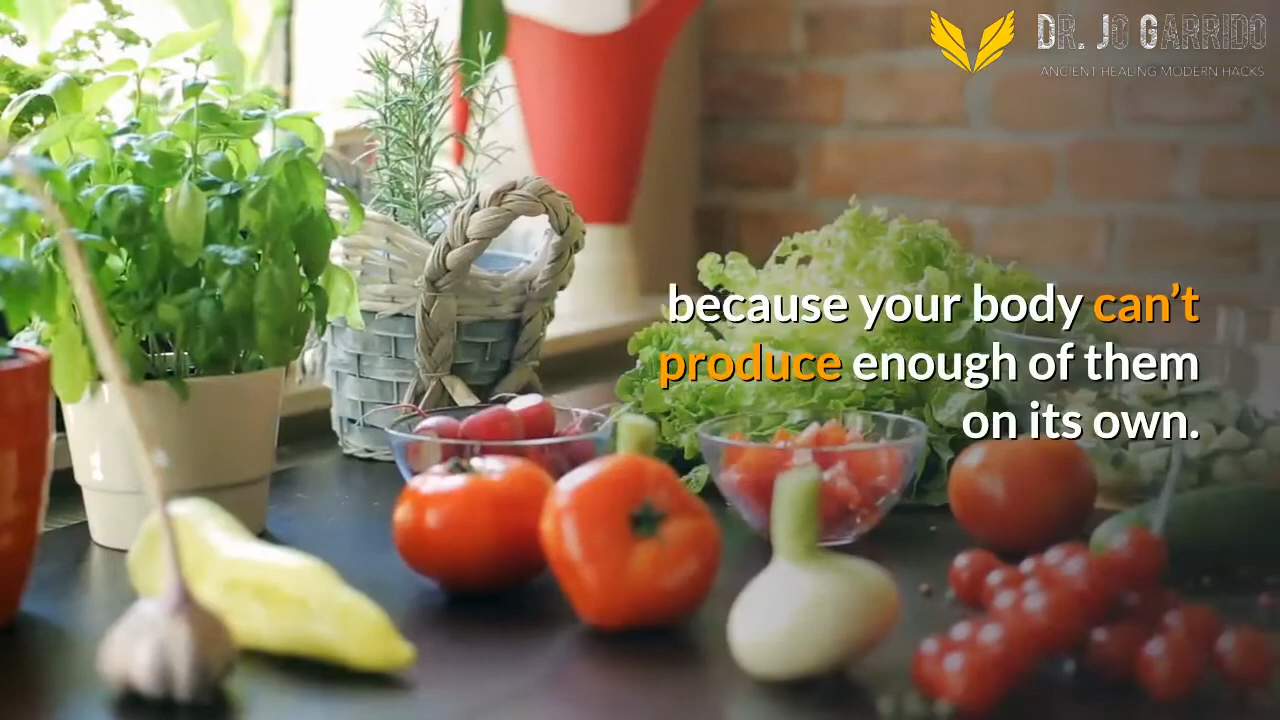 DR. JO GARRIDO
ANCIENT HEALING MODERN HACKS
because your body can’t
produce enough of them
on its own.